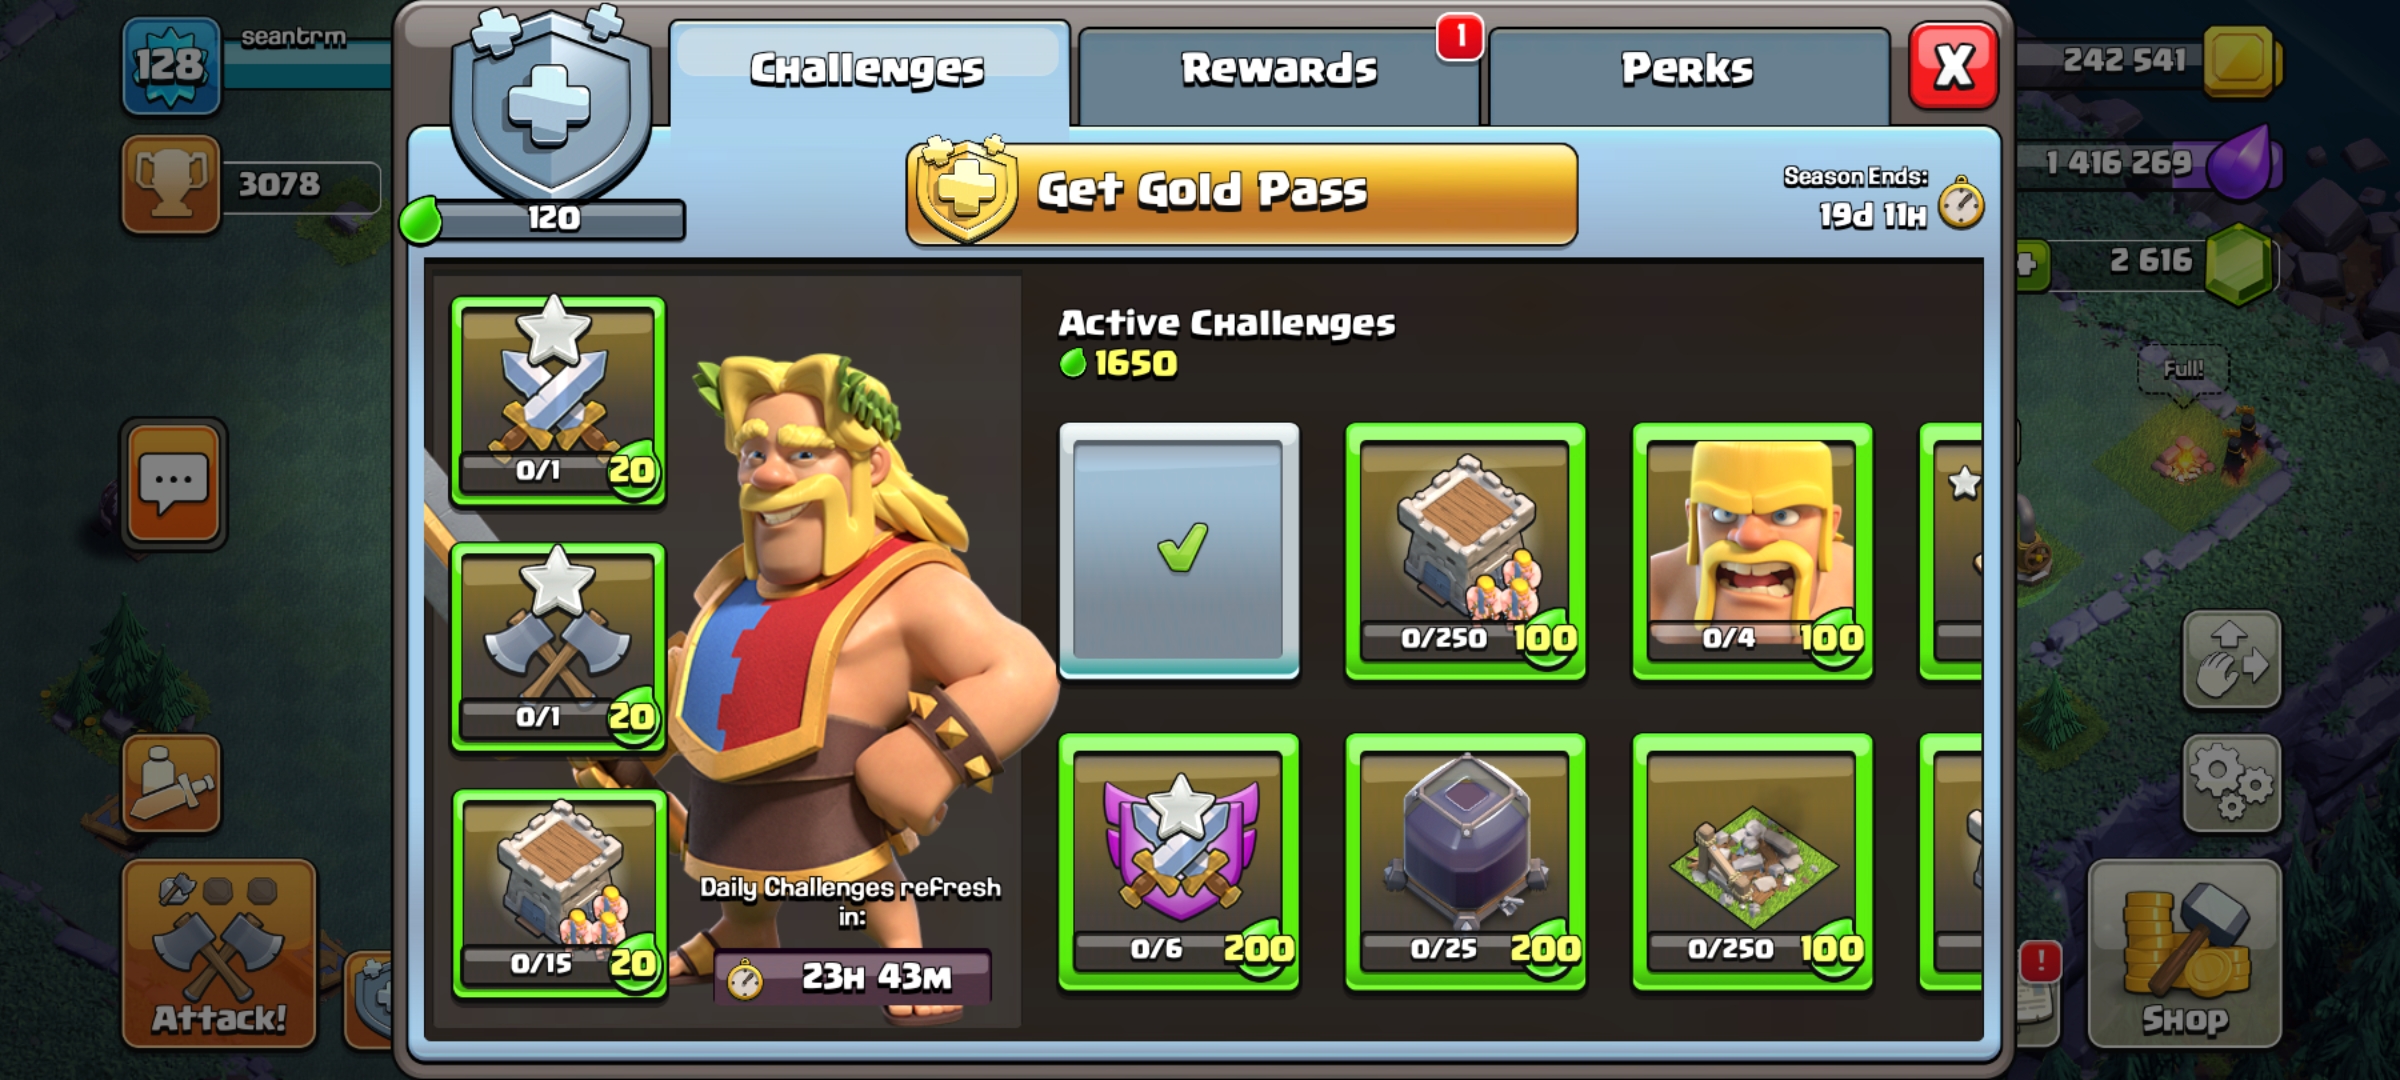 128
seantrm
3078
Challenges
Rewards
1
Perks
X
242 541
1 416 269
2 616
120
Get Gold Pass
Season Ends:
19d 11H
Active Challenges
1650
0/1
20
0/1
20
0/15
20
Daily Challenges refresh
in:
23H 43M
0/250
100
0/4
100
0/6
200
0/25
200
0/250
100
Full!
Attack!
!
Shop